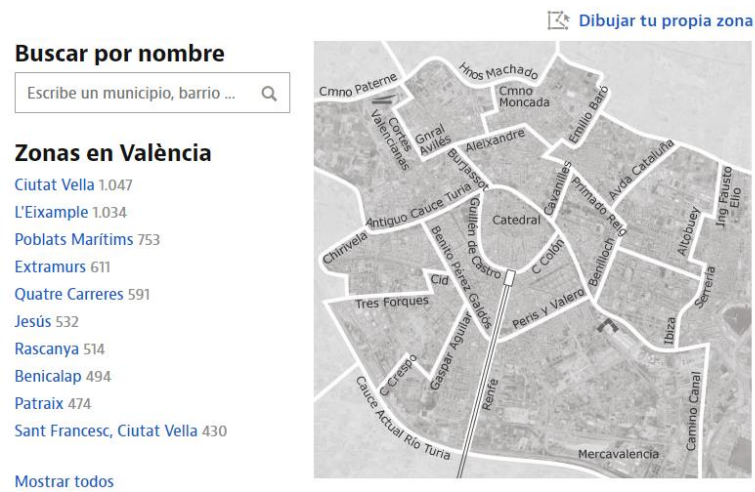 Dibujar tu propia zona
Buscar por nombre
Escribe un municipio, barrio ...
Zonas en València
Ciutat Vella 1.047
L'Eixample 1.034
Poblats Marítims 753
Extramurs 611
Quatre Carreres 591
Jesús 532
Rascanya 514
Benicalap 494
Patraix 474
Sant Francesc, Ciutat Vella 430
Mostrar todos
Cmno Paterne
Hnos Machado
Cmno
Moncada
Emilio Baró
Cortes
Valencianas
Gnral
Avilés
Aleixandre
Burjassot
Cavanilles
Primado Reig
Avda Cataluña
Ing Fausto
Elio
Altobuey
Antiguo Cauce Turia
Guillén de Castro
Catedral
C Colón
Benilloch
Chirivela
Benito Pérez Galdós
Cid
Tres Forques
Peris y Valero
Serrería
Ibiza
Gaspar Aguilar
C Crespo
Renfe
Cauce Actual Río Turia
Camino Canal
Mercavalencia